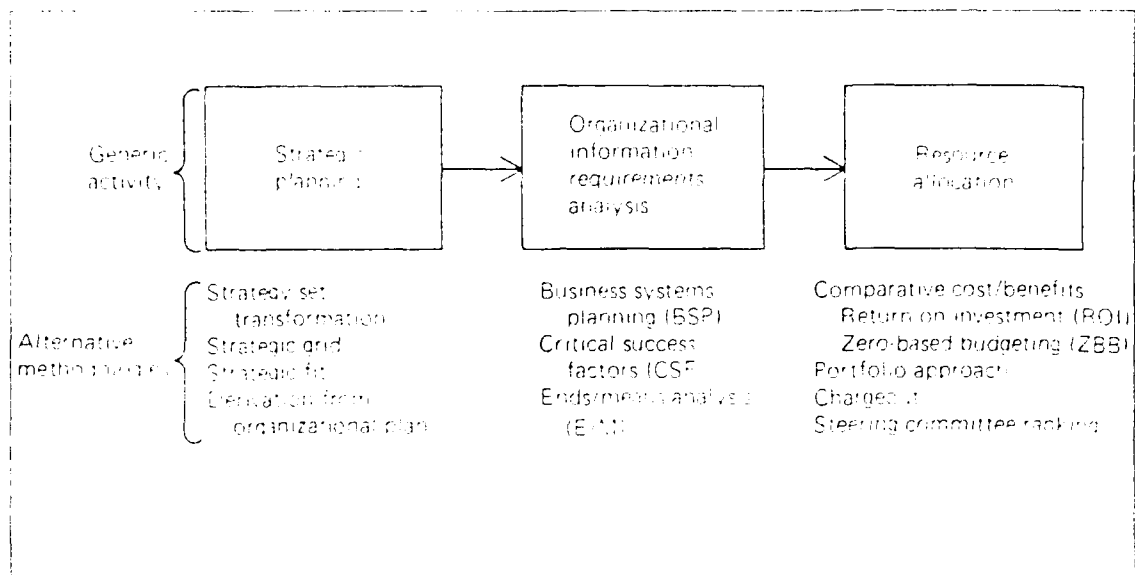 Generic
activity
Strategic
planning
Organizational
information
requirements
analysis
Resource
allocation
Alternative
methodologies
Strategy set
transformation
Strategic grid
Strategic fit
Derivation from
organizational plan
Business systems
planning (BSP)
Critical success
factors (CSF
Ends/means analysis
(E/M)
Comparative cost/benefits
Return on investment (ROI)
Zero-based budgeting (ZBB)
Portfolio approach
Chargeout
Steering committee ranking